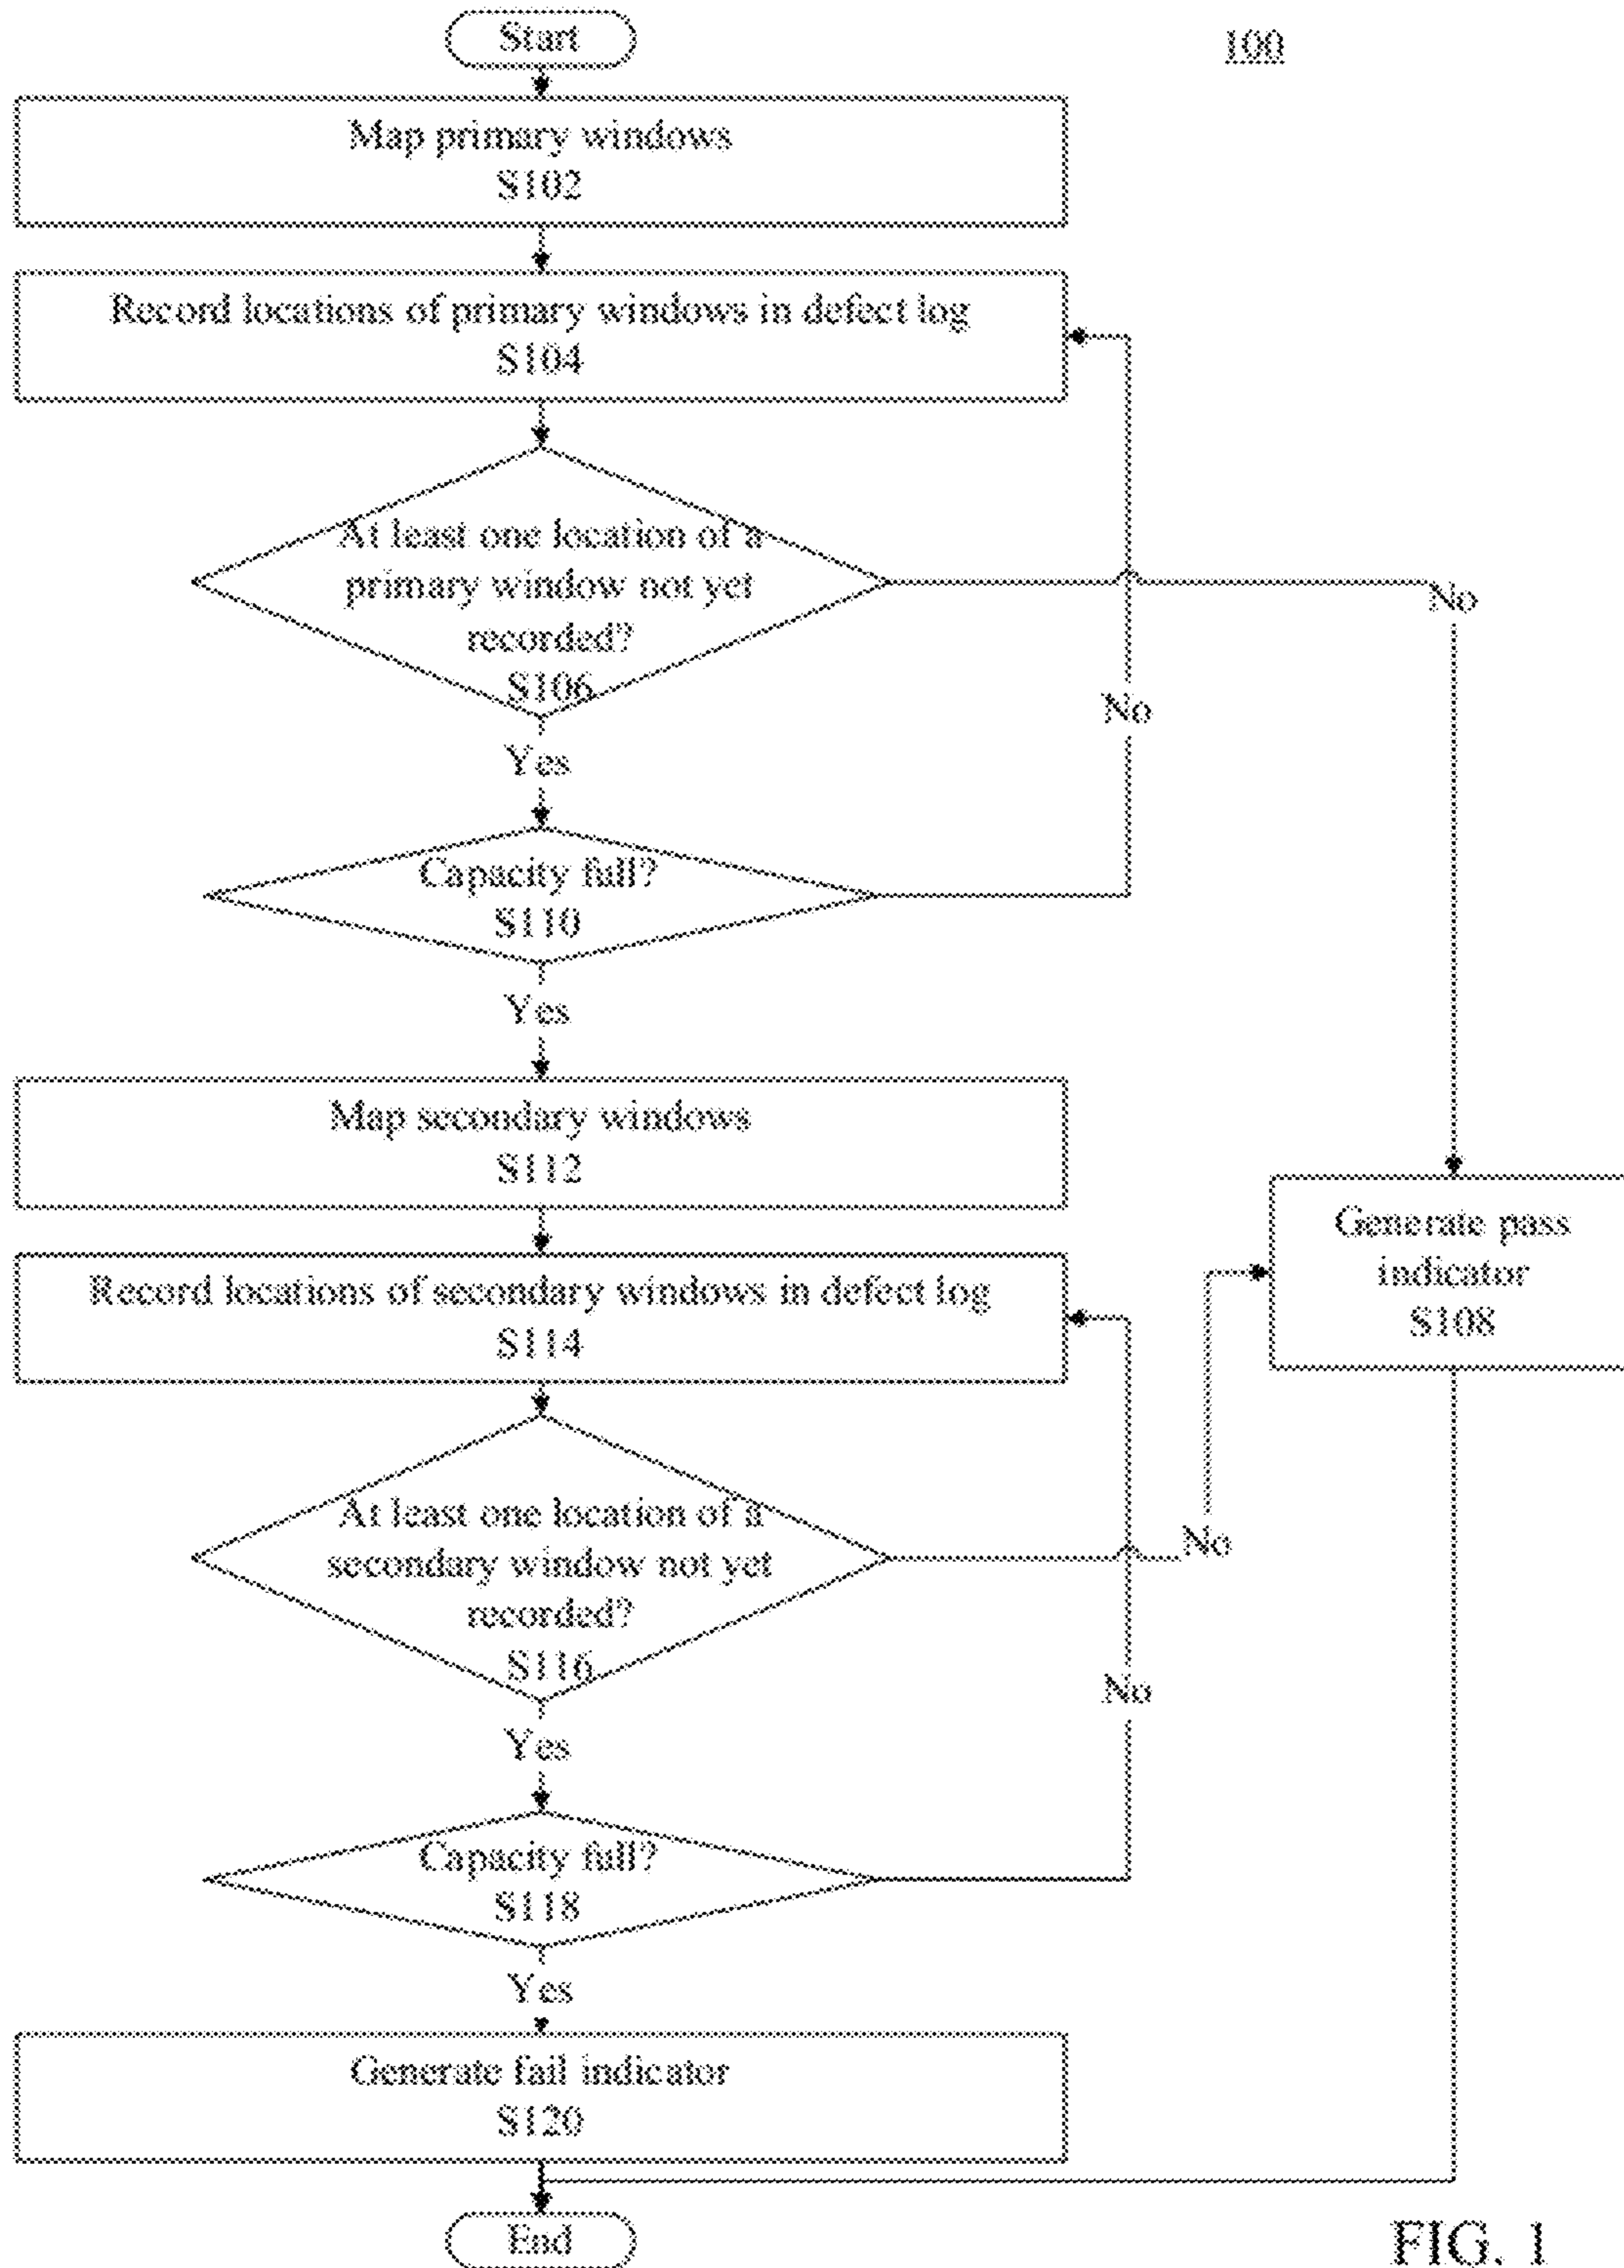 Start
100
Map primary windows
S102
Record locations of primary windows in defect log
S104
At least one location of a
primary window not yet
recorded?
S106
No
No
Yes
Capacity full?
S110
Yes
Map secondary windows
S112
Generate pass
indicator
S108
Record locations of secondary windows in defect log
S114
At least one location of a
secondary window not yet
recorded?
S116
No
No
Yes
Capacity full?
S118
Yes
Generate fail indicator
S120
End
FIG. 1